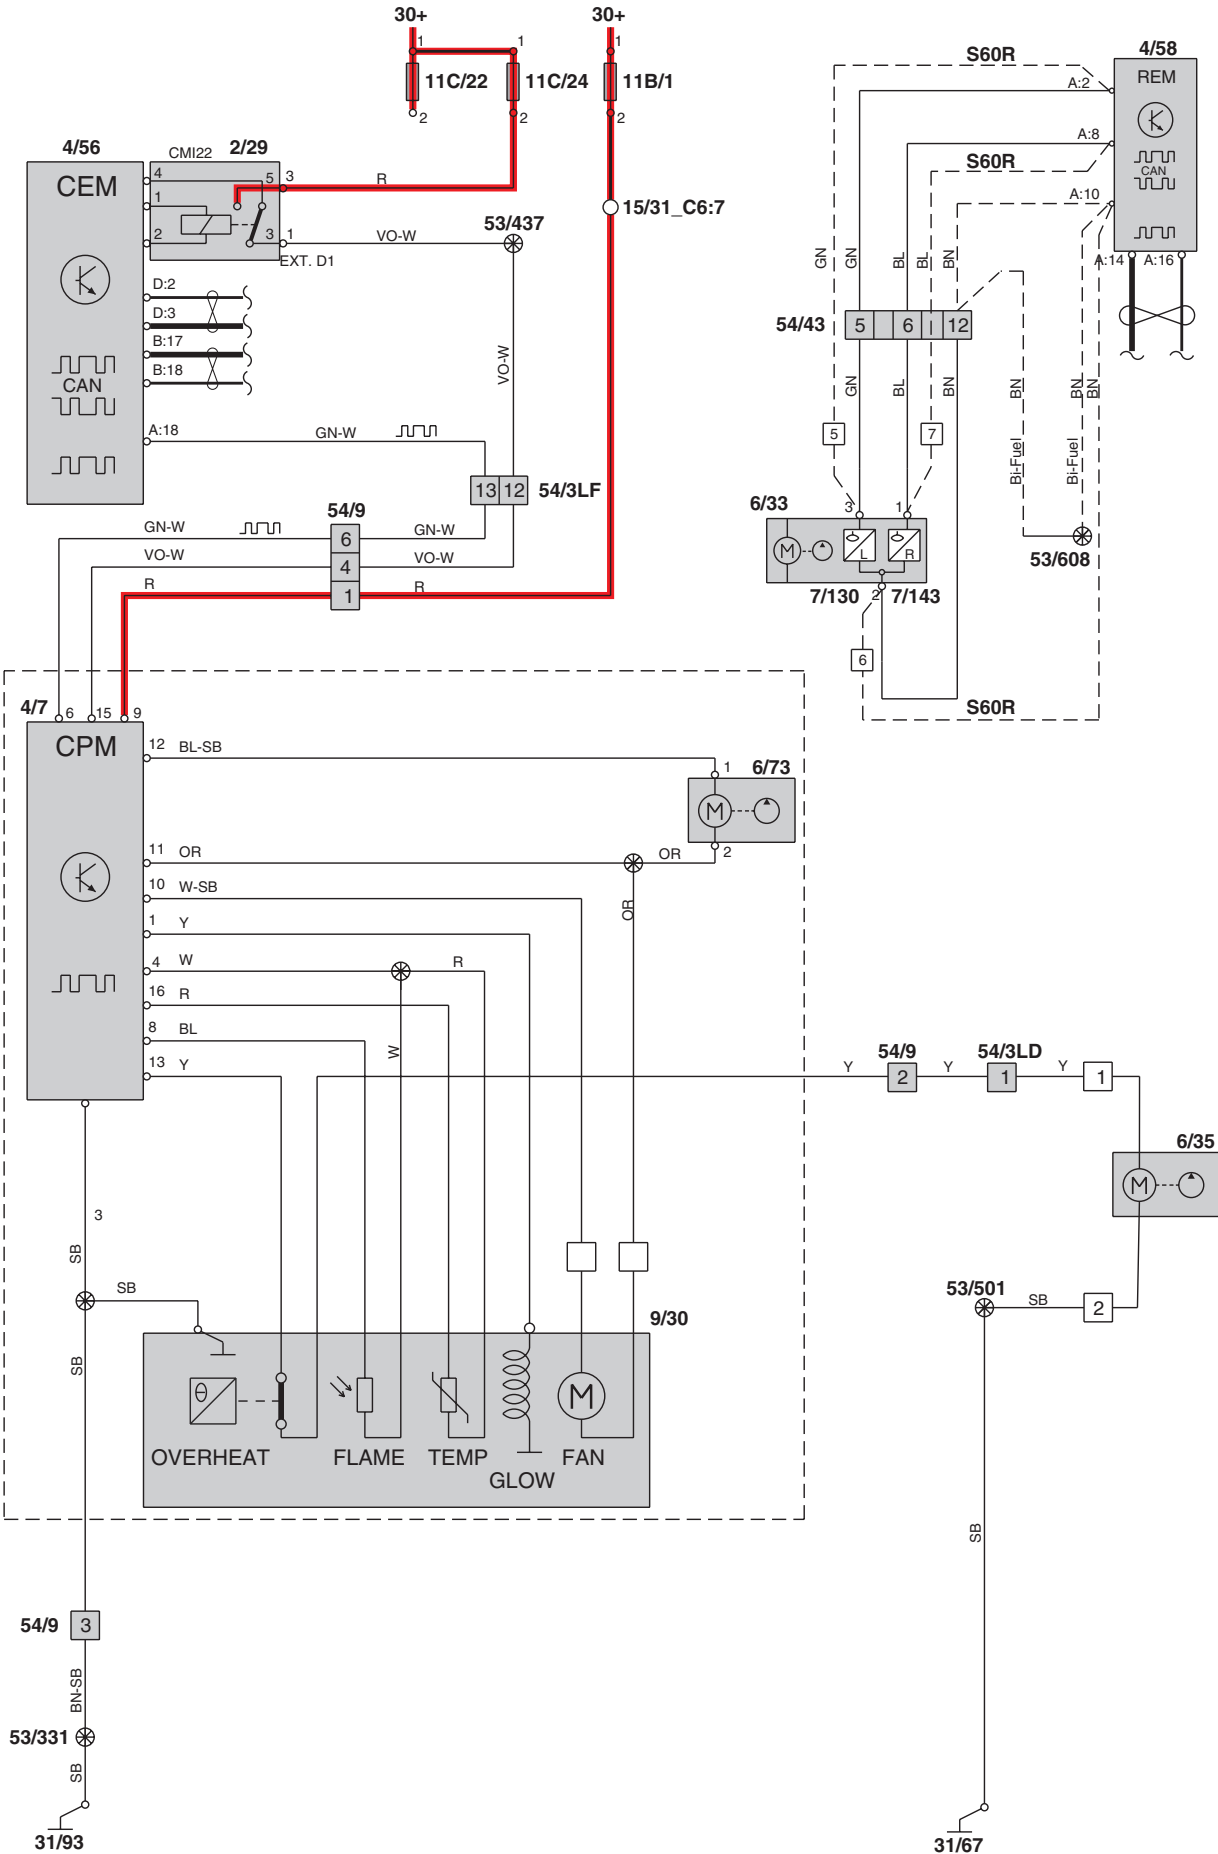 30+
30+
1
1
1
11C/22
11C/24
11B/1
2
2
2
4/56
CMI22
2/29
CEM
4
5
3
R
1
15/31_C6:7
53/437
2
3
1
VO-W
EXT. D1
D:2
D:3
B:17
B:18
CAN
VO-W
A:18
GN-W
13
12
54/3LF
54/9
GN-W
6
GN-W
VO-W
4
VO-W
R
1
R
S60R
4/58
A:2
REM
A:8
S60R
CAN
A:10
GN
GN
BL
BL
BN
A:14
A:16
54/43
5
6
12
GN
BL
BN
BN
BN
BN
5
7
Bi-Fuel
Bi-Fuel
6/33
3
1
M
L
R
53/608
7/130
2
7/143
6
S60R
4/7
6
15
9
CPM
12
BL-SB
1
6/73
M
11
OR
OR
2
10
W-SB
OR
1
Y
4
W
R
16
R
8
BL
W
13
Y
Y
54/9
2
Y
54/3LD
1
Y
1
6/35
M
3
SB
SB
53/501
SB
2
9/30
SB
M
OVERHEAT
FLAME
TEMP
FAN
GLOW
SB
54/9
3
BN-SB
53/331
SB
31/93
31/67